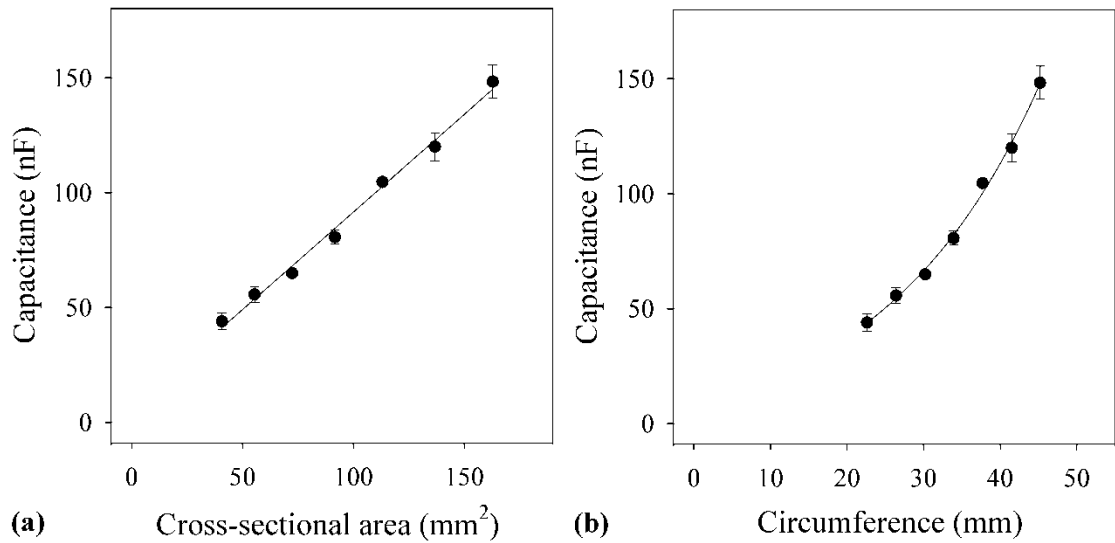 150
100
50
0
Capacitance (nF)
0 50 100 150
(a) Cross-sectional area (mm²)
150
100
50
0
Capacitance (nF)
0 10 20 30 40 50
(b) Circumference (mm)